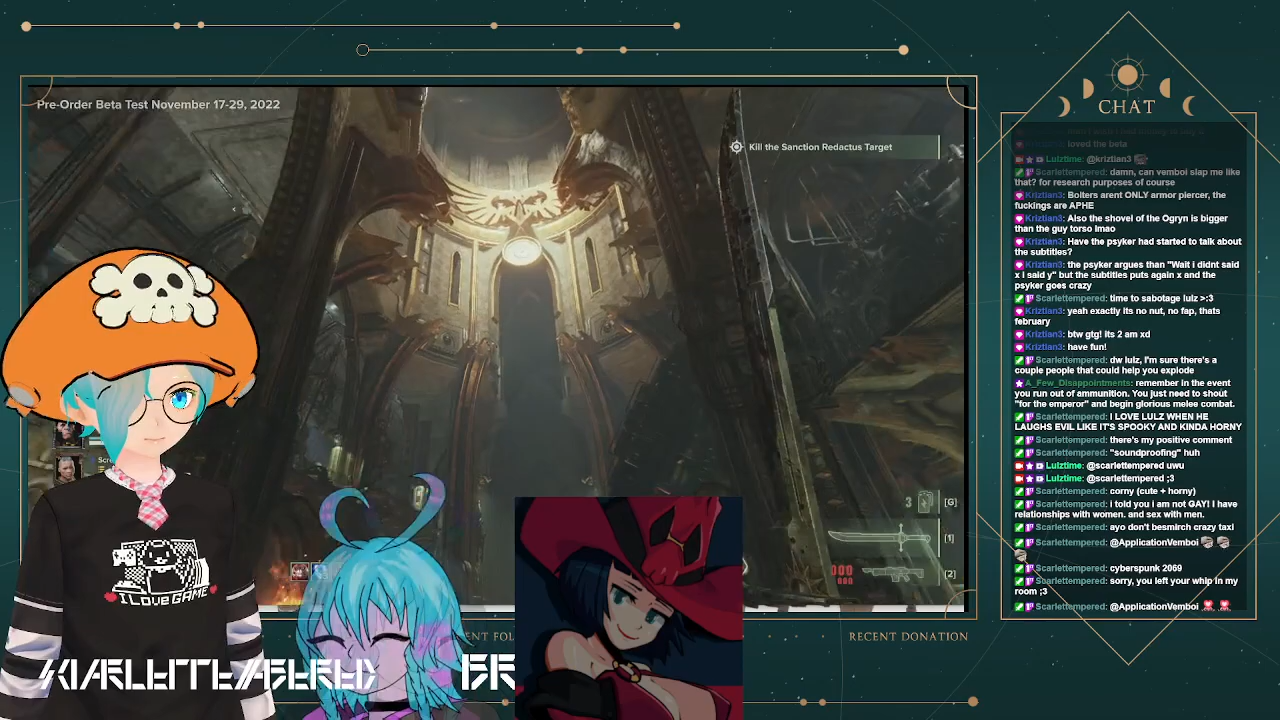 Pre-Order Beta Test November 17-29, 2022
Kill the Sanction Redactus Target
3
[G]
[1]
000
000
[2]
I LOVE GAME
RECENT DONATION
CHAT
loved the beta
Lulztime: @kriztian3
Scarlettempered: damn, can vemboi slap me like
that? for research purposes of course
Kriztian3: Bolters arent ONLY armor piercer, the
fuckings are APHE
Kriztian3: Also the shovel of the Ogryn is bigger
than the guy torso lmao
Kriztian3: Have the psyker had started to talk about
the subtitles?
Kriztian3: the psyker argues than "Wait i didnt said
x i said y" but the subtitles puts again x and the
psyker goes crazy
Scarlettempered: time to sabotage lulz >:3
Kriztian3: yeah exactly its no nut, no fap, thats
february
Kriztian3: btw gtg! its 2 am xd
Kriztian3: have fun!
Scarlettempered: dw lulz, I'm sure there's a
couple people that could help you explode
A_Few_Disappointments: remember in the event
you run out of ammunition. You just need to shout
"for the emperor" and begin glorious melee combat.
Scarlettempered: I LOVE LULZ WHEN HE
LAUGHS EVIL LIKE IT'S SPOOKY AND KINDA HORNY
Scarlettempered: there's my positive comment
Scarlettempered: "soundproofing" huh
Lulztime: @scarlettempered uwu
Lulztime: @scarlettempered ;3
Scarlettempered: corny (cute + horny)
Scarlettempered: i told you i am not GAY! I have
relationships with women. and sex with men.
Scarlettempered: ayo don't besmirch crazy taxi
Scarlettempered: @ApplicationVemboi
Scarlettempered: cyberpunk 2069
Scarlettempered: sorry, you left your whip in my
room ;3
Scarlettempered: @ApplicationVemboi